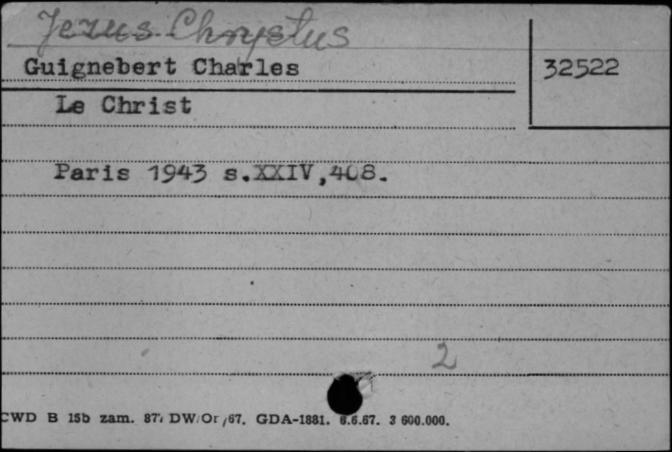 Jezus Chrystus
Guignebert Charles
32522
Le Christ
Paris 1943 s.XXIV,408.
2
CWD B 15b zam. 87/ DW/Or/67. GDA-1881. 6.6.67. 3 600.000.